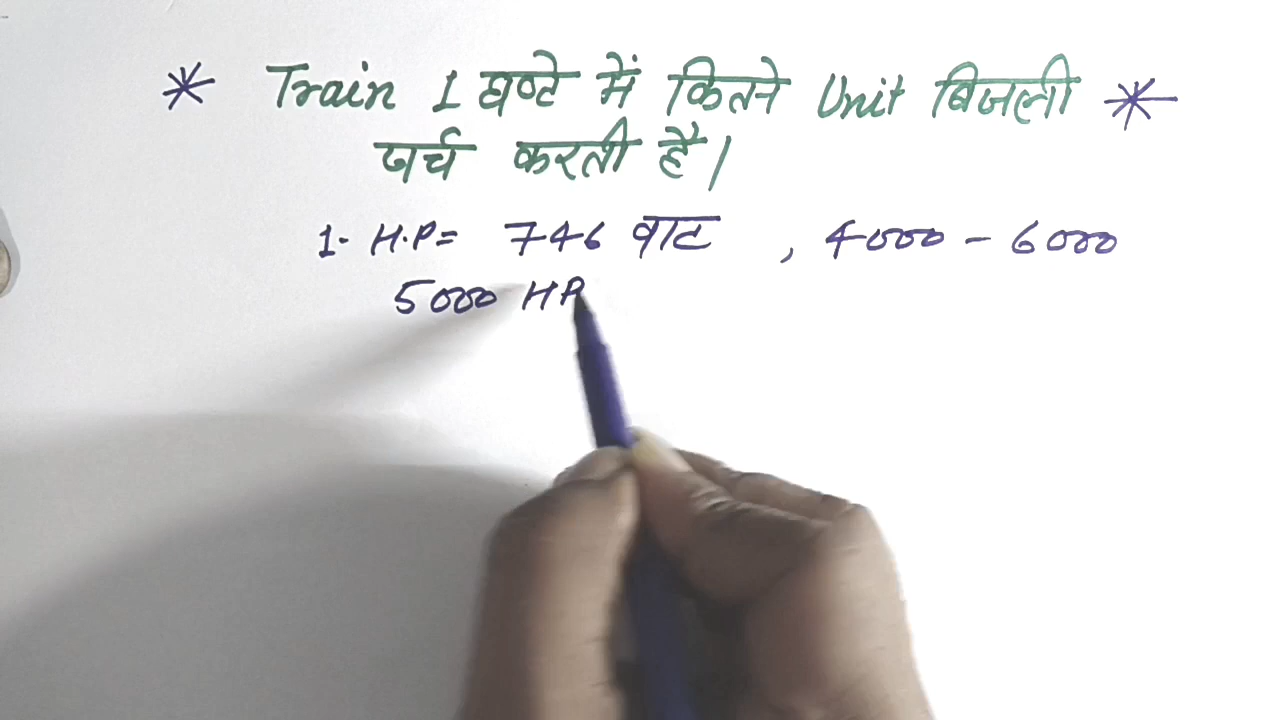 * Train 1 घण्टे में कितने Unit बिजली *
खर्च करती है।
1- H.P= 746 वाट , 4000 - 6000
5000 HP